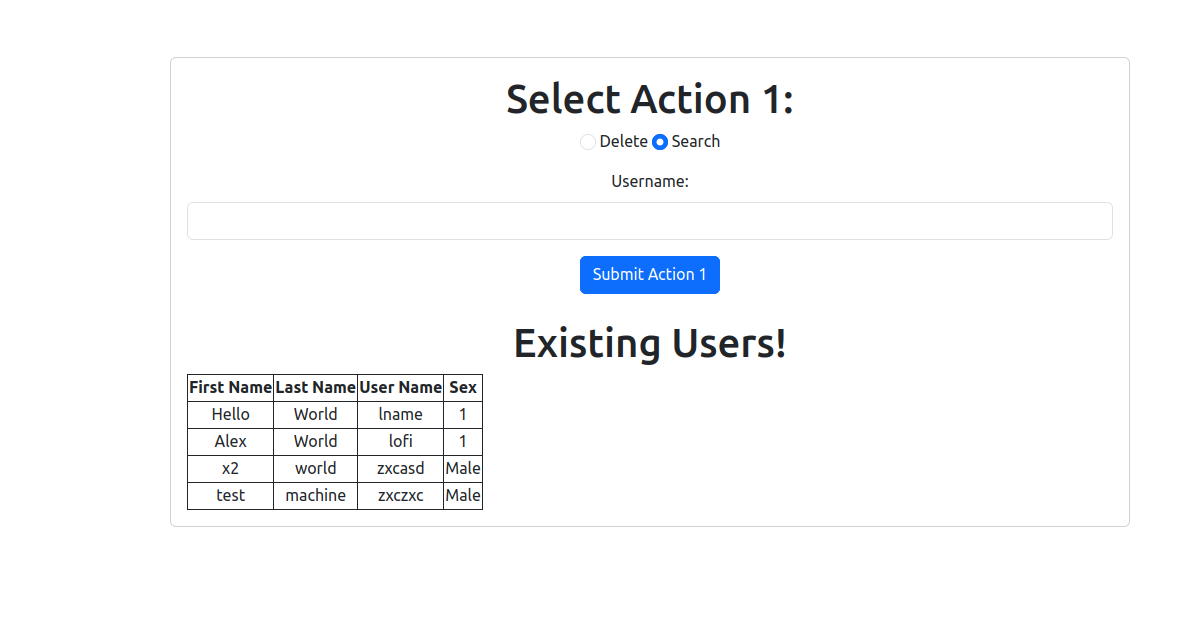 Select Action 1:
Delete Search
Username:
Submit Action 1
Existing Users!
First Name Last Name User Name Sex
Hello World lname 1
Alex World lofi 1
x2 world zxcasd Male
test machine zxczxc Male